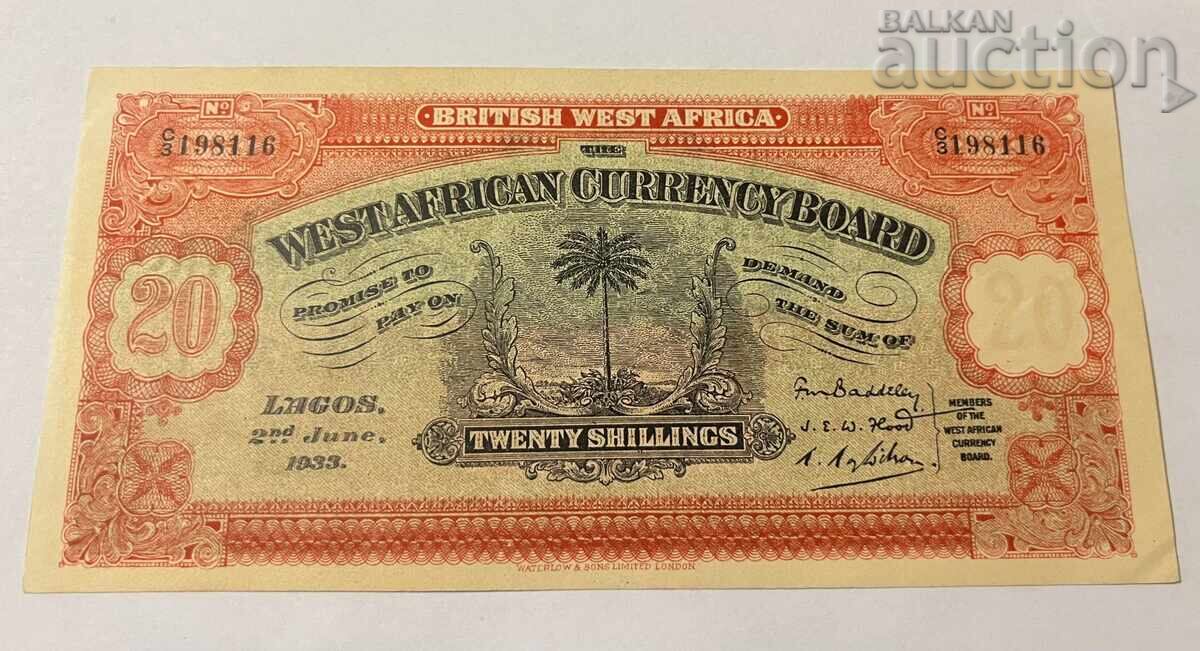 BALKAN
auction
BRITISH WEST AFRICA
Nº
C/3 198116
Nº
C/3 198116
THE
WEST AFRICAN CURRENCY BOARD
PROMISE TO
PAY ON
DEMAND
THE SUM OF
20
20
LAGOS,
2nd June,
1933.
TWENTY SHILLINGS
J. E. W. Flood
MEMBERS
OF THE
WEST AFRICAN
CURRENCY
BOARD.
WATERLOW & SONS LIMITED LONDON